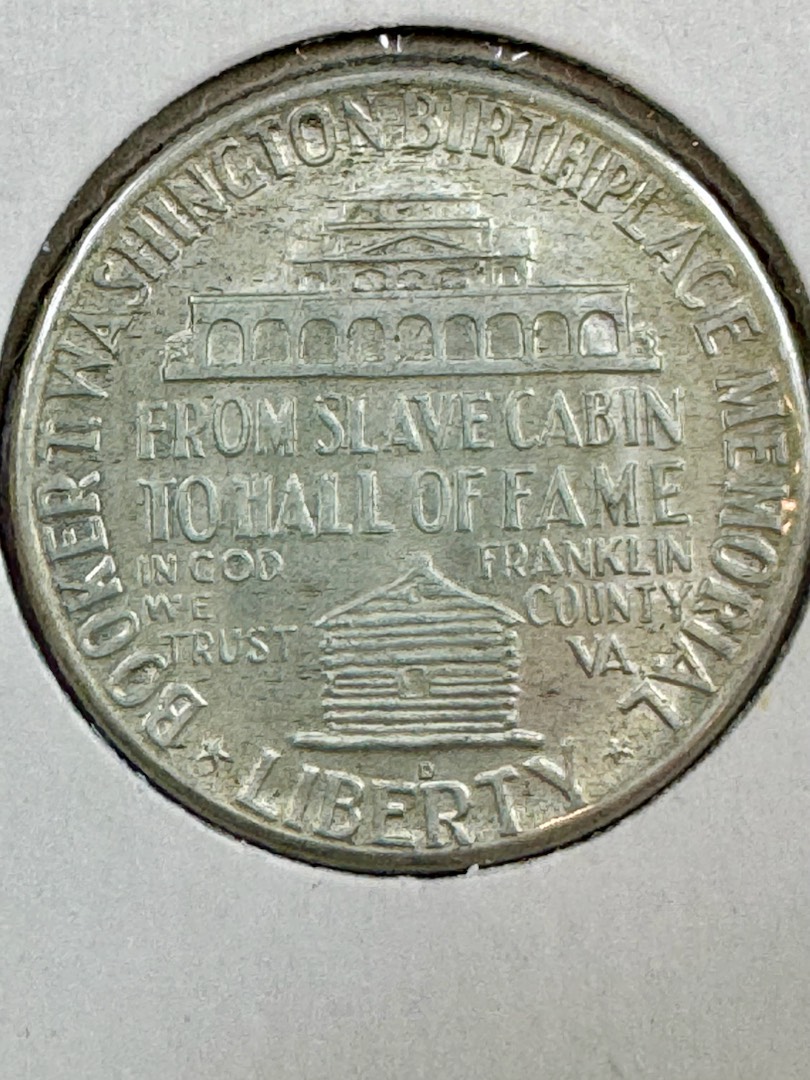 BOOKER T. WASHINGTON BIRTHPLACE MEMORIAL
FROM SLAVE CABIN
TO HALL OF FAME
IN GOD
WE
TRUST
FRANKLIN
COUNTY
VA.
D
LIBERTY